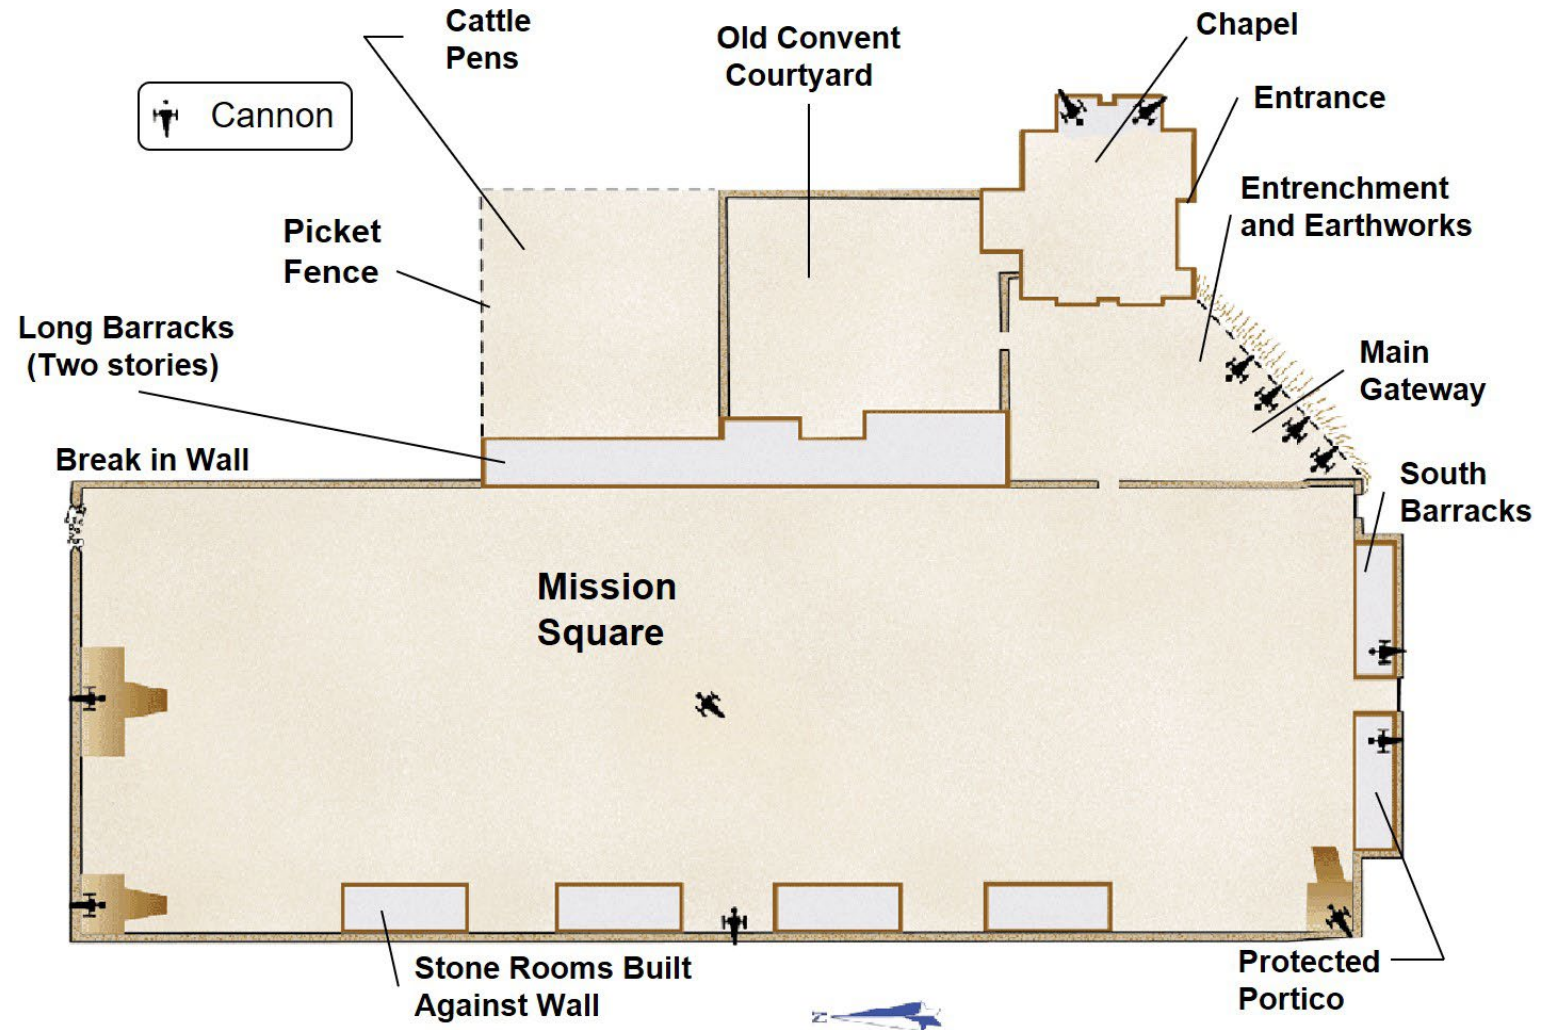 Cattle
Pens
Old Convent
Courtyard
Chapel
Cannon
Entrance
Entrenchment
and Earthworks
Picket
Fence
Long Barracks
(Two stories)
Main
Gateway
Break in Wall
South
Barracks
Mission
Square
Stone Rooms Built
Against Wall
Protected
Portico
N